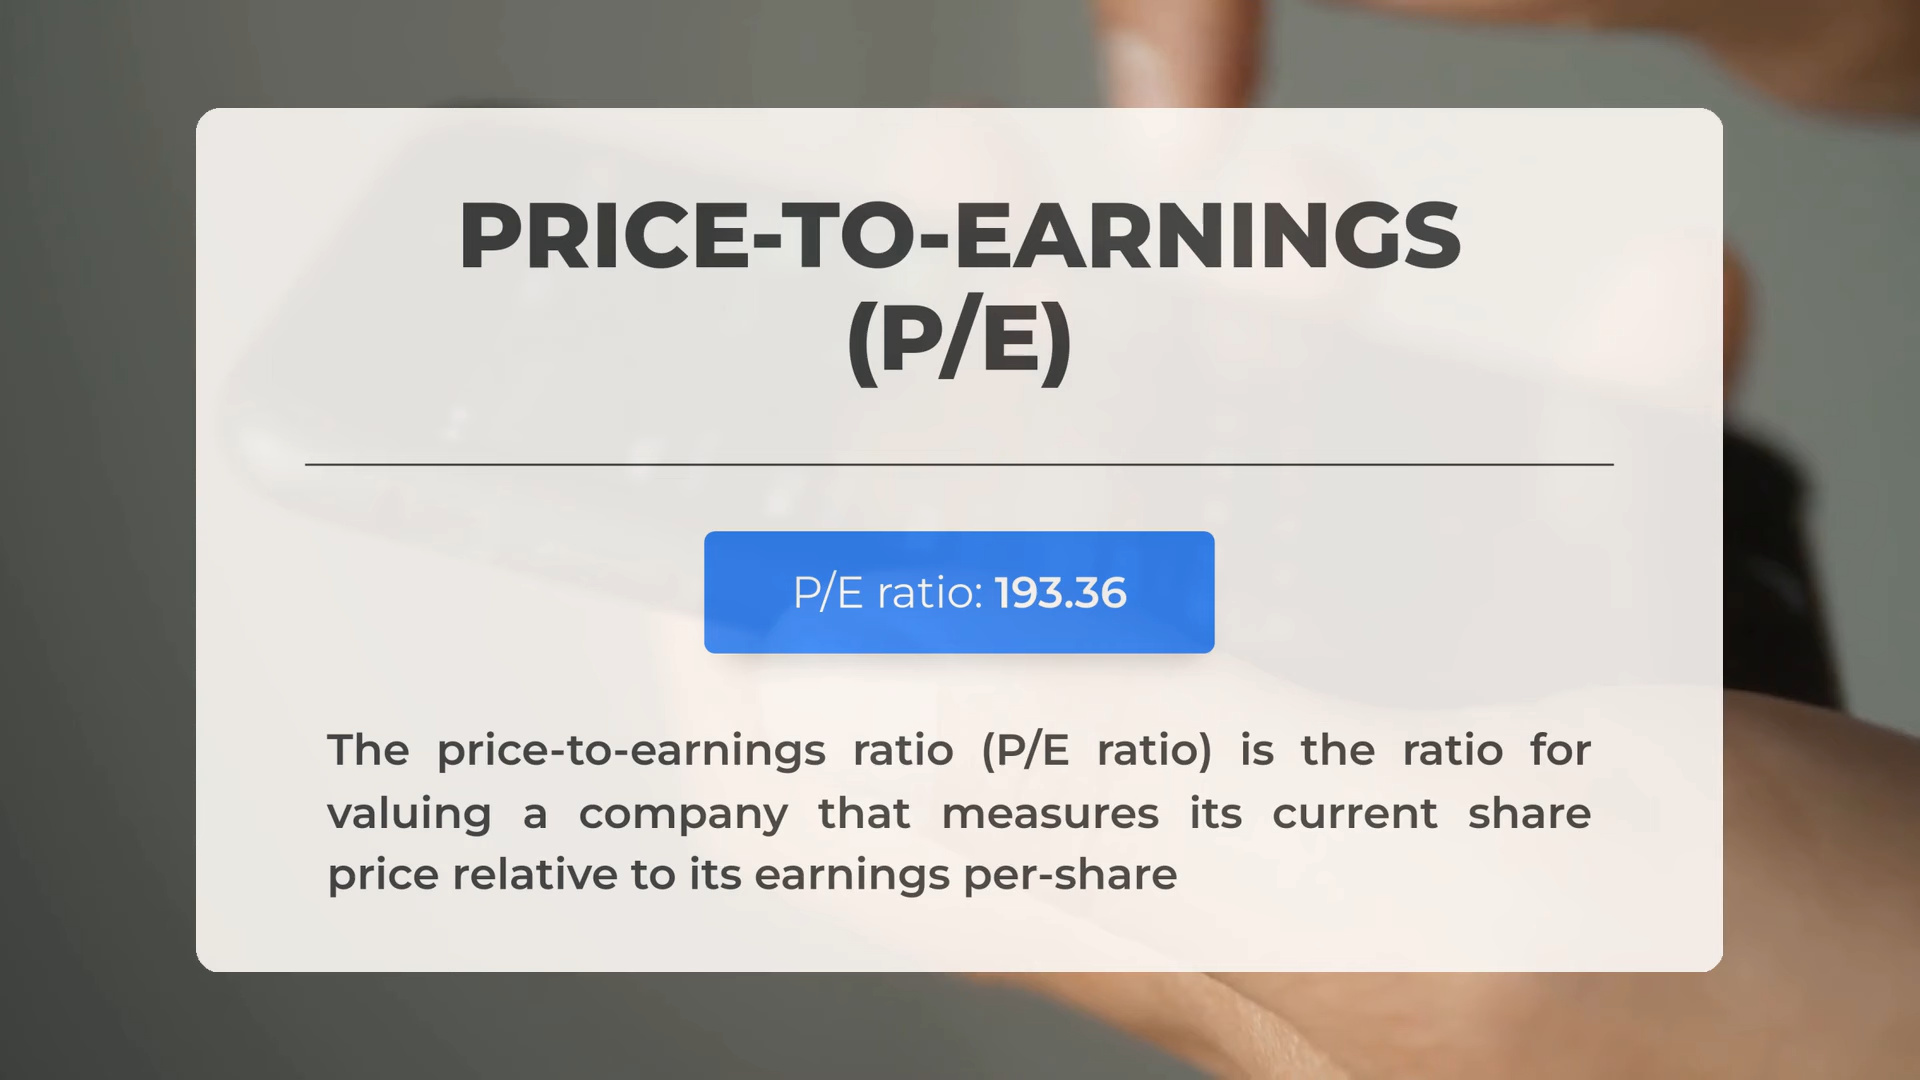 PRICE-TO-EARNINGS
(P/E)
P/E ratio: 193.36
The price-to-earnings ratio (P/E ratio) is the ratio for
valuing a company that measures its current share
price relative to its earnings per-share